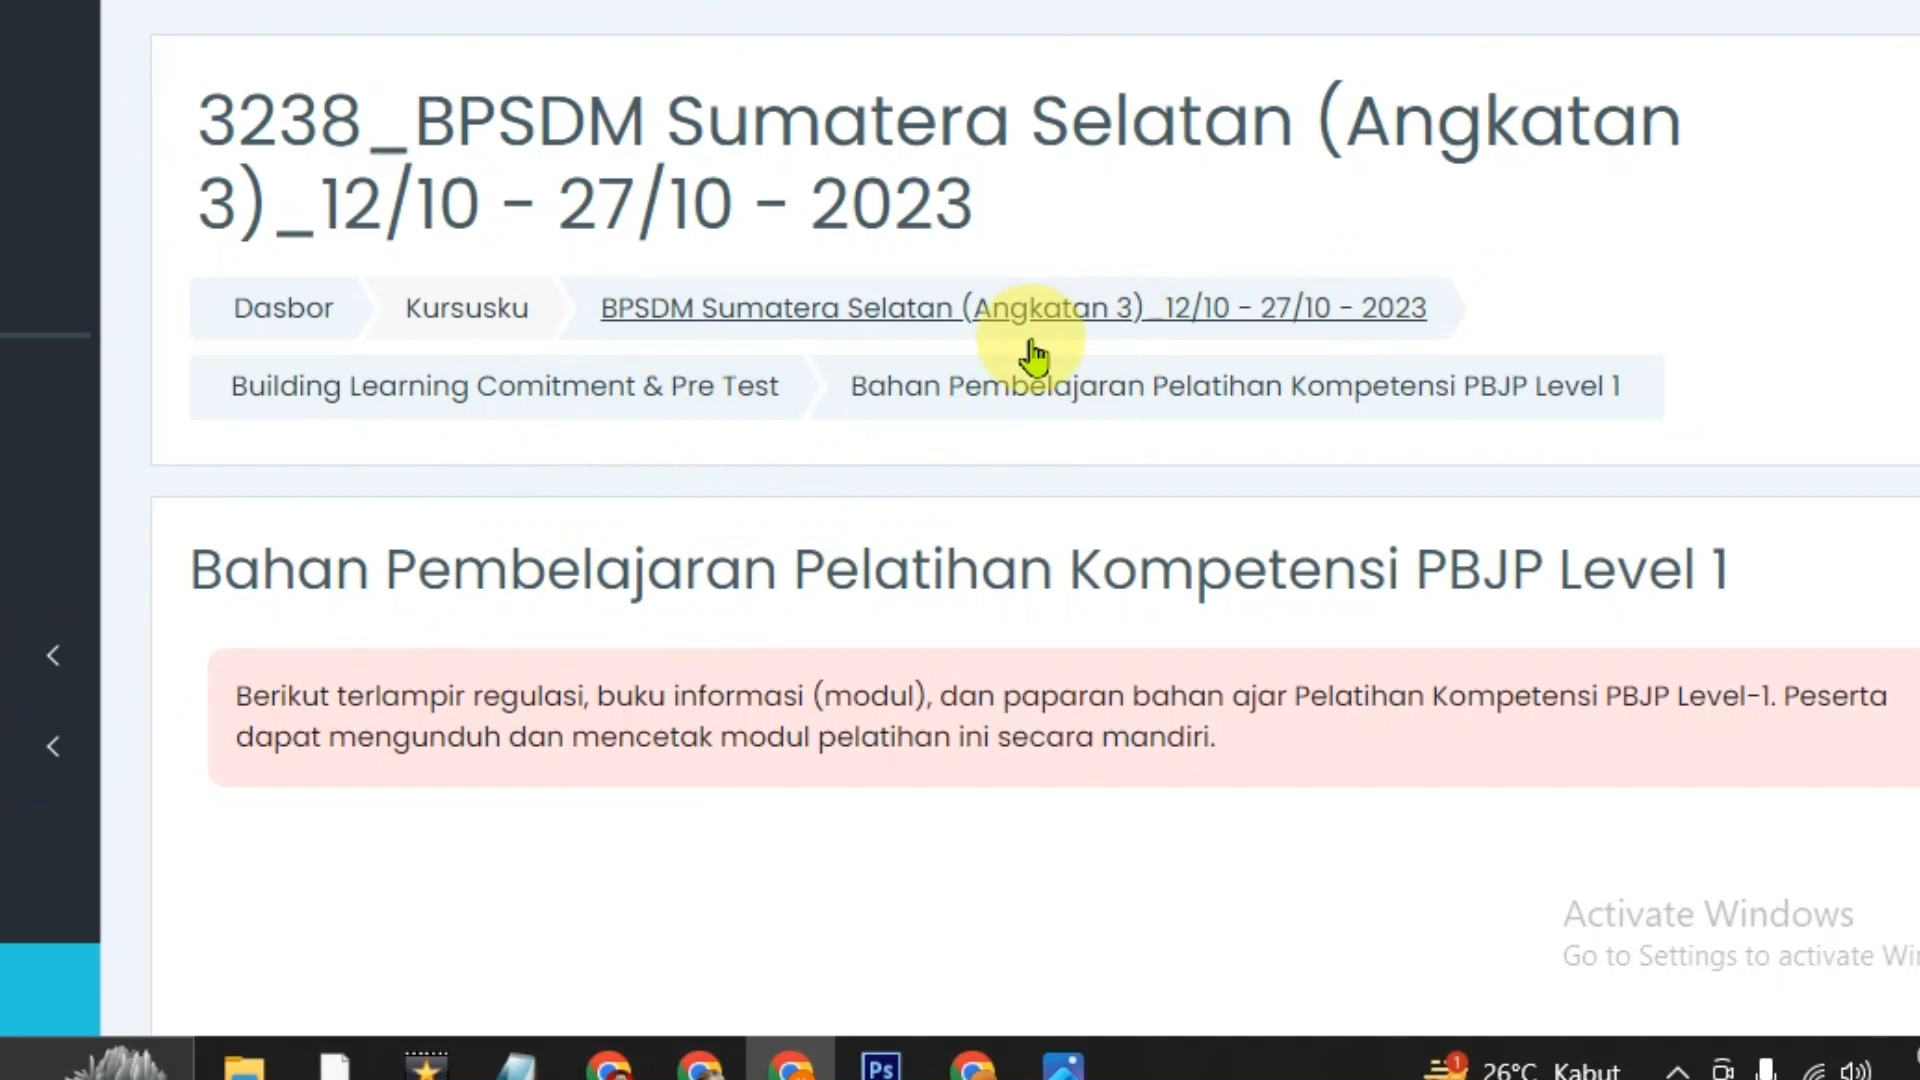 3238_BPSDM Sumatera Selatan (Angkatan
3)_12/10 - 27/10 - 2023
Dasbor Kursusku BPSDM Sumatera Selatan (Angkatan 3)_12/10 - 27/10 - 2023
Building Learning Comitment & Pre Test Bahan Pembelajaran Pelatihan Kompetensi PBJP Level 1
Bahan Pembelajaran Pelatihan Kompetensi PBJP Level 1
Berikut terlampir regulasi, buku informasi (modul), dan paparan bahan ajar Pelatihan Kompetensi PBJP Level-1. Peserta
dapat mengunduh dan mencetak modul pelatihan ini secara mandiri.
Activate Windows
Go to Settings to activate
Ps 1 26°C Kabut